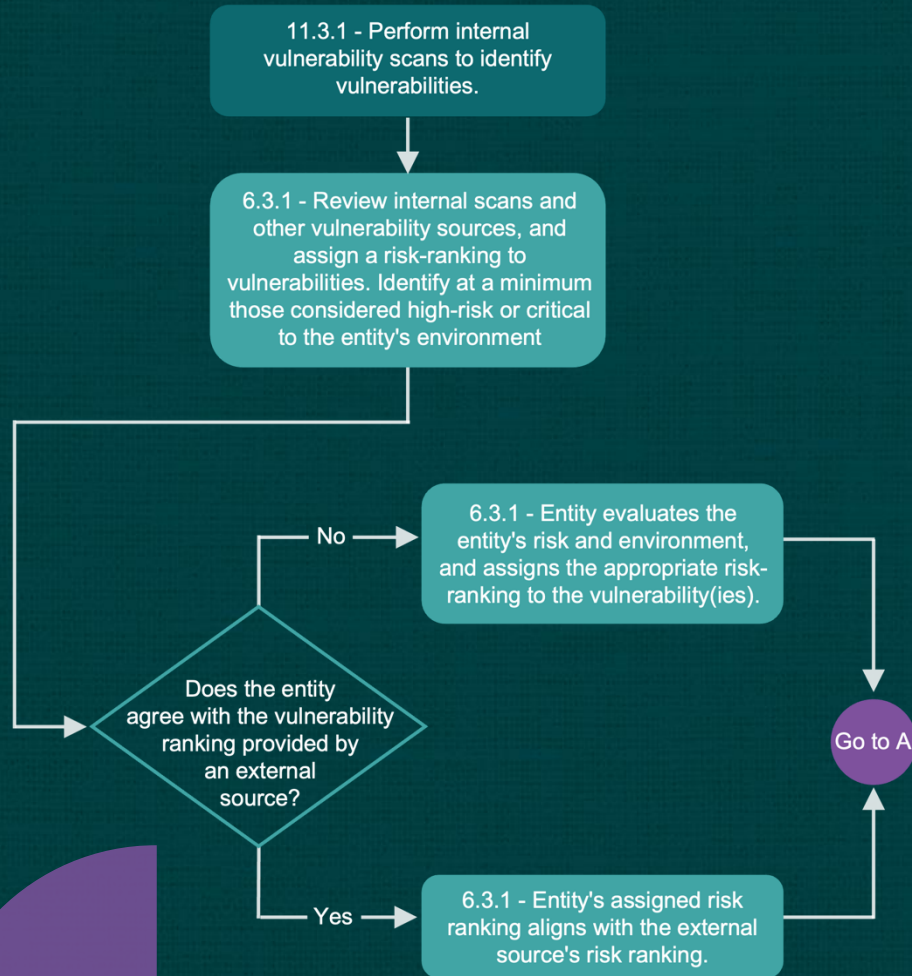 11.3.1 - Perform internal
vulnerability scans to identify
vulnerabilities.
6.3.1 - Review internal scans and
other vulnerability sources, and
assign a risk-ranking to
vulnerabilities. Identify at a minimum
those considered high-risk or critical
to the entity's environment
No
6.3.1 - Entity evaluates the
entity's risk and environment,
and assigns the appropriate risk-
ranking to the vulnerability(ies).
Does the entity
agree with the vulnerability
ranking provided by
an external
source?
Go to A
Yes
6.3.1 - Entity's assigned risk
ranking aligns with the external
source's risk ranking.